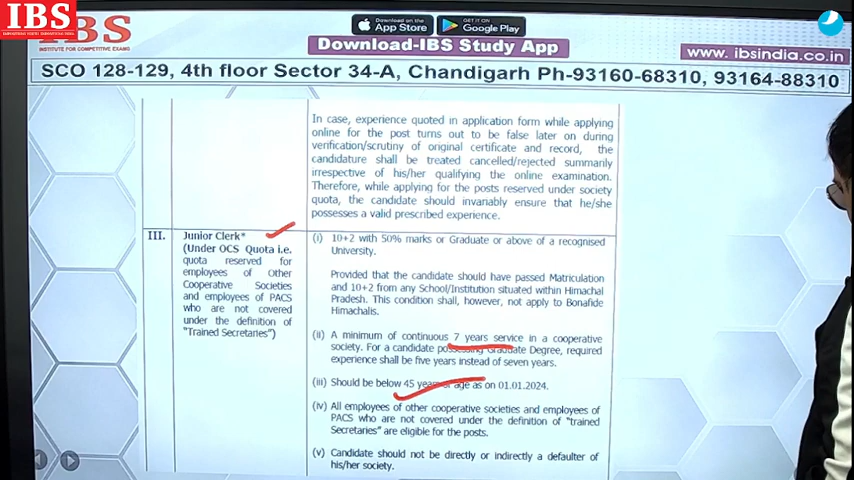 IBS
IBS
INSTITUTE FOR COMPETITIVE EXAMS
Download on the
App Store
GET IT ON
Google Play
Download-IBS Study App
www. ibsindia.co.in
SCO 128-129, 4th floor Sector 34-A, Chandigarh Ph-93160-68310, 93164-88310
In case, experience quoted in application form while applying
online for the post turns out to be false later on during
verification/scrutiny of original certificate and record, the
candidature shall be treated cancelled/rejected summarily
irrespective of his/her qualifying the online examination.
Therefore, while applying for the posts reserved under society
quota, the candidate should invariably ensure that he/she
possesses a valid prescribed experience.
III.
Junior Clerk*
(Under OCS Quota i.e.
quota reserved for
employees of Other
Cooperative Societies
and employees of PACS
who are not covered
under the definition of
"Trained Secretaries")
(i) 10+2 with 50% marks or Graduate or above of a recognised
University.
Provided that the candidate should have passed Matriculation
and 10+2 from any School/Institution situated within Himachal
Pradesh. This condition shall, however, not apply to Bonafide
Himachalis.
(ii) A minimum of continuous 7 years service in a cooperative
society. For a candidate possessing Graduate Degree, required
experience shall be five years instead of seven years.
(iii) Should be below 45 years of age as on 01.01.2024.
(iv) All employees of other cooperative societies and employees of
PACS who are not covered under the definition of "trained
Secretaries" are eligible for the posts.
(v) Candidate should not be directly or indirectly a defaulter of
his/her society.